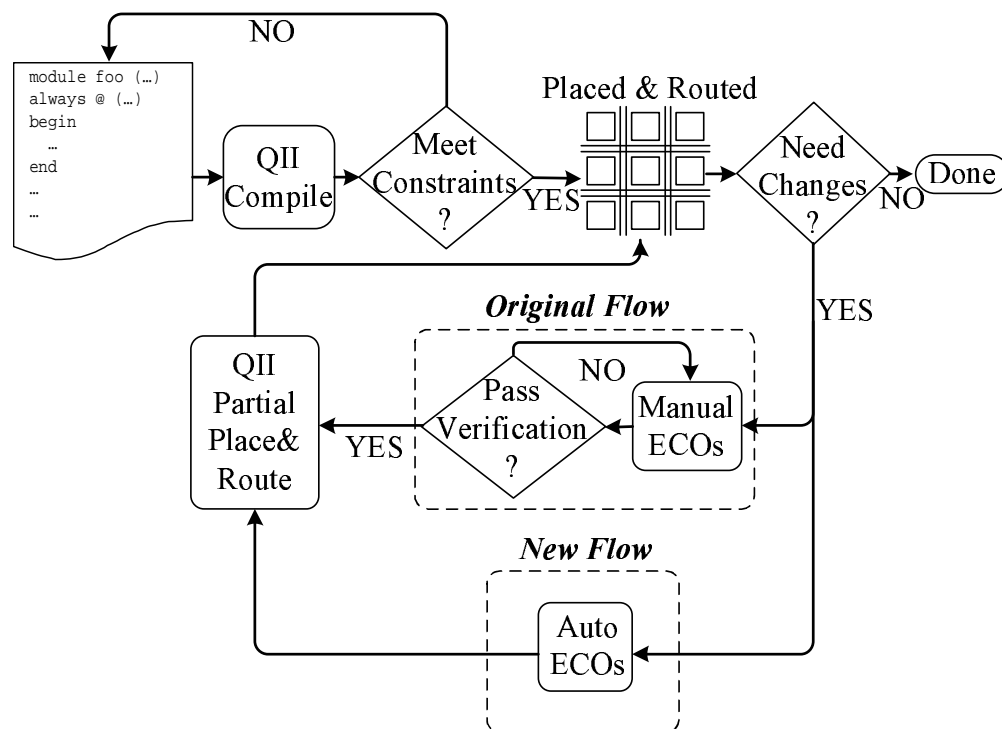 NO
module foo (…)
always @ (…)
begin
…
end
…
…
QII
Compile
Meet
Constraints
?
YES
Placed & Routed
Need
Changes
?
NO
Done
YES
Original Flow
QII
Partial
Place&
Route
YES
Pass
Verification
?
NO
Manual
ECOs
New Flow
Auto
ECOs